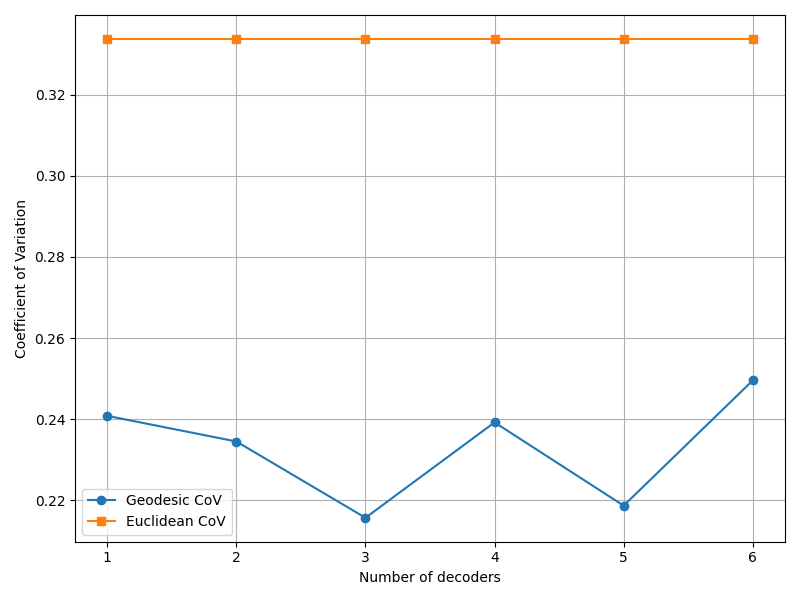 Coefficient of Variation
0.32
0.30
0.28
0.26
0.24
0.22
Geodesic CoV
Euclidean CoV
1 2 3 4 5 6
Number of decoders